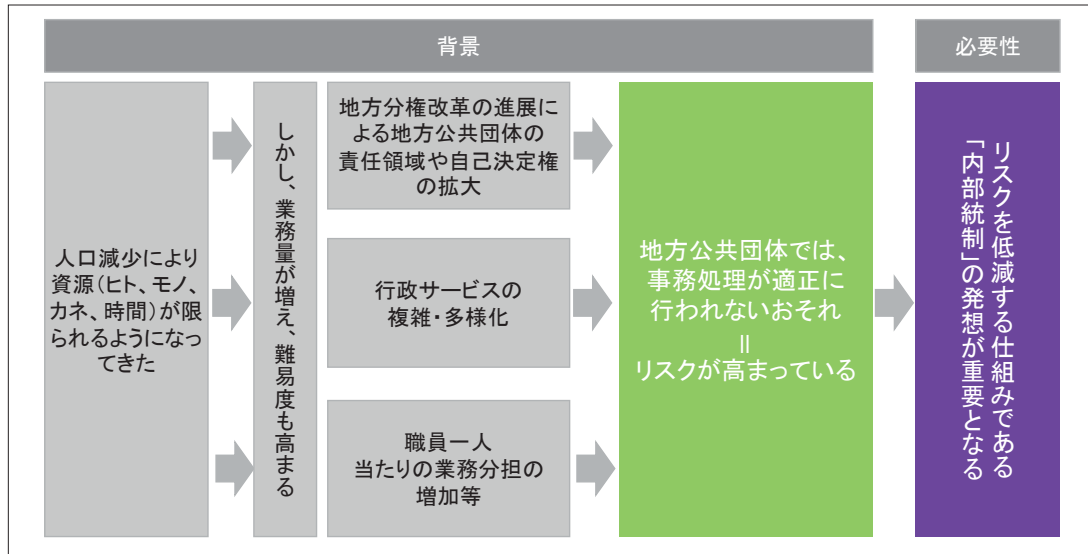 背景
必要性
人口減少により
資源(ヒト、モノ、
カネ、時間)が限
られるようになっ
てきた
しかし、業務量が増え、難易度も高まる
地方分権改革の進展に
よる地方公共団体の
責任領域や自己決定権
の拡大
行政サービスの
複雑・多様化
職員一人
当たりの業務分担の
増加等
地方公共団体では、
事務処理が適正に
行われないおそれ
＝
リスクが高まっている
リスクを低減する仕組みである
「内部統制」の発想が重要となる